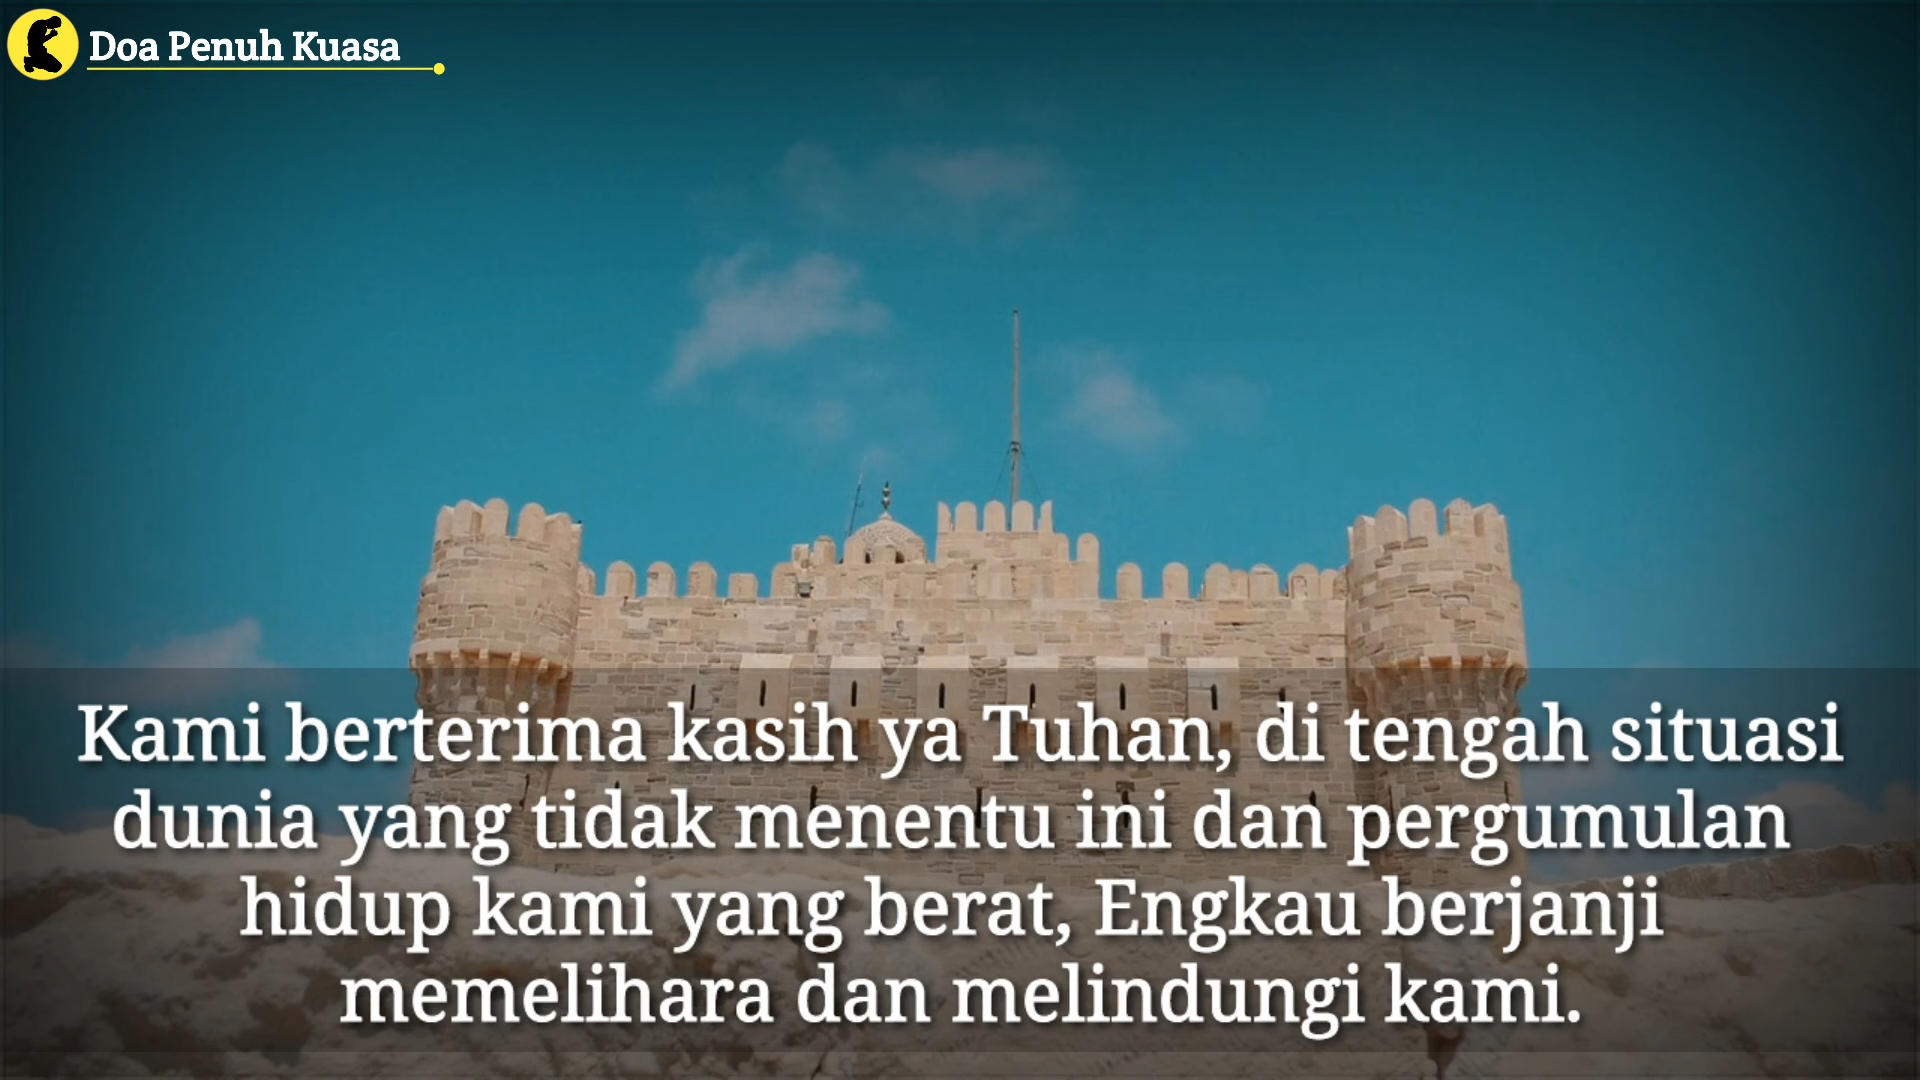 Doa Penuh Kuasa
Kami berterima kasih ya Tuhan, di tengah situasi
dunia yang tidak menentu ini dan pergumulan
hidup kami yang berat, Engkau berjanji
memelihara dan melindungi kami.